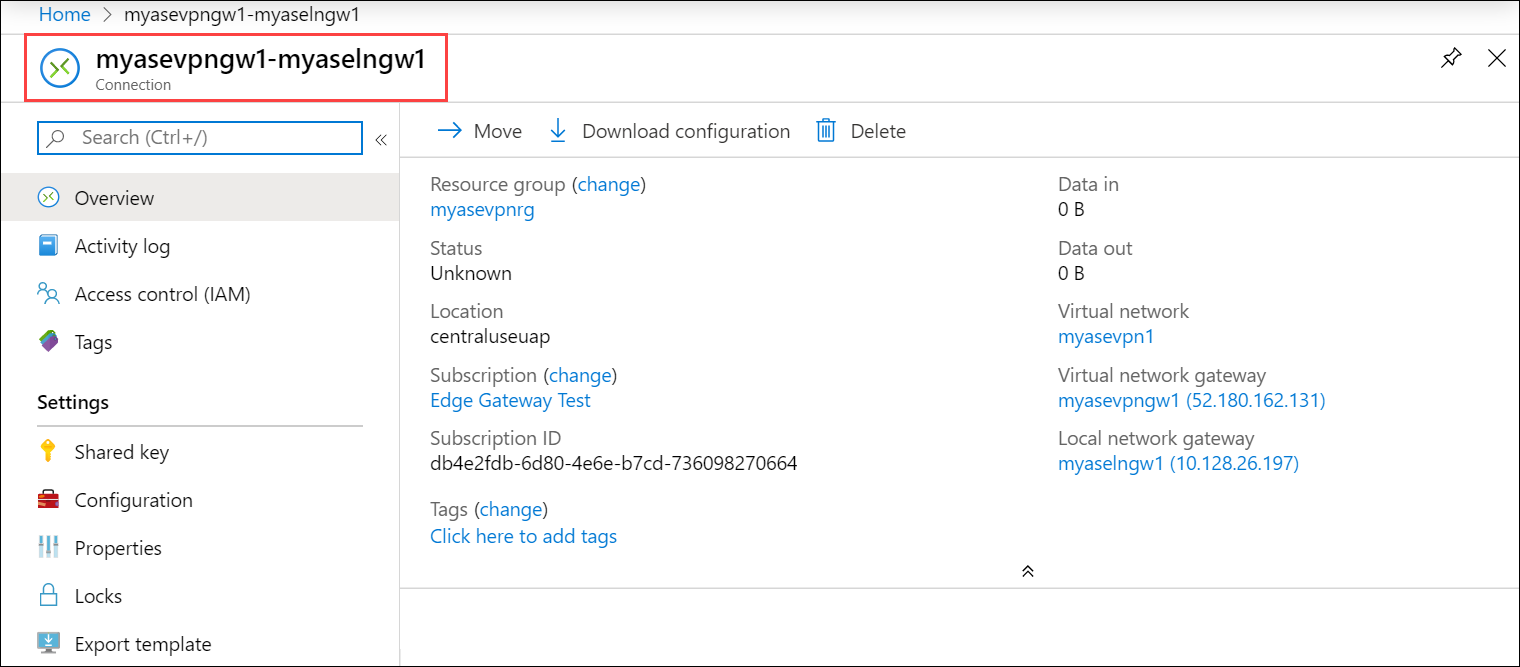 Home > myasevpngw1-myaselngw1
myasevpngw1-myaselngw1
Connection
Search (Ctrl+/)
«
Overview
Activity log
Access control (IAM)
Tags
Settings
Shared key
Configuration
Properties
Locks
Export template
Move
Download configuration
Delete
Resource group (change)
myasevpnrg
Status
Unknown
Location
centraluseuap
Subscription (change)
Edge Gateway Test
Subscription ID
db4e2fdb-6d80-4e6e-b7cd-736098270664
Tags (change)
Click here to add tags
Data in
0 B
Data out
0 B
Virtual network
myasevpn1
Virtual network gateway
myasevpngw1 (52.180.162.131)
Local network gateway
myaselngw1 (10.128.26.197)